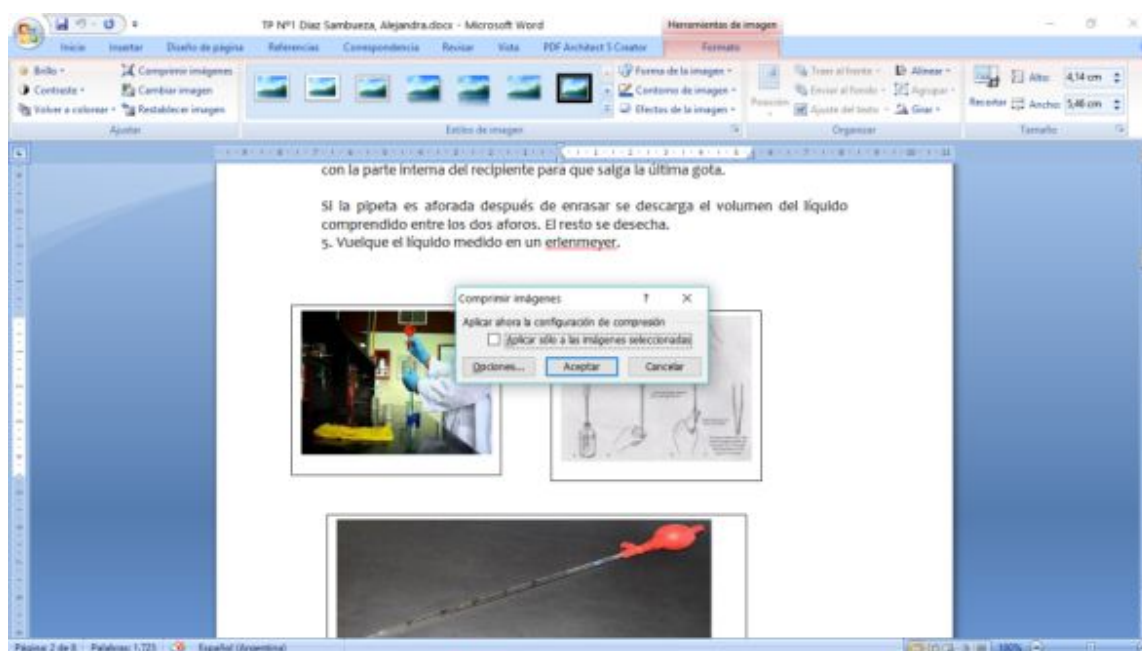 TP Nº1 Diaz Sambueza, Alejandra.docx - Microsoft Word
Herramientas de imagen
Inicio Insertar Diseño de página Referencias Correspondencia Revisar Vista PDF Architect 5 Creator Formato
Brillo
Contraste
Volver a colorear
Comprimir imágenes
Cambiar imagen
Restablecer imagen
Ajustar
Estilos de imagen
Forma de la imagen
Contorno de imagen
Efectos de la imagen
Posición
Traer al frente
Enviar al fondo
Ajuste del texto
Alinear
Agrupar
Girar
Organizar
Recortar
Alto: 4,14 cm
Ancho: 5,46 cm
Tamaño
con la parte interna del recipiente para que salga la última gota.
Si la pipeta es aforada después de enrasar se descarga el volumen del líquido
comprendido entre los dos aforos. El resto se desecha.
5. Vuelque el líquido medido en un erlenmeyer.
Comprimir imágenes ? X
Aplicar ahora la configuración de compresión
Aplicar sólo a las imágenes seleccionadas
Opciones... Aceptar Cancelar
Página 2 de 8 Palabras: 1.723 Español (Argentina) 100%